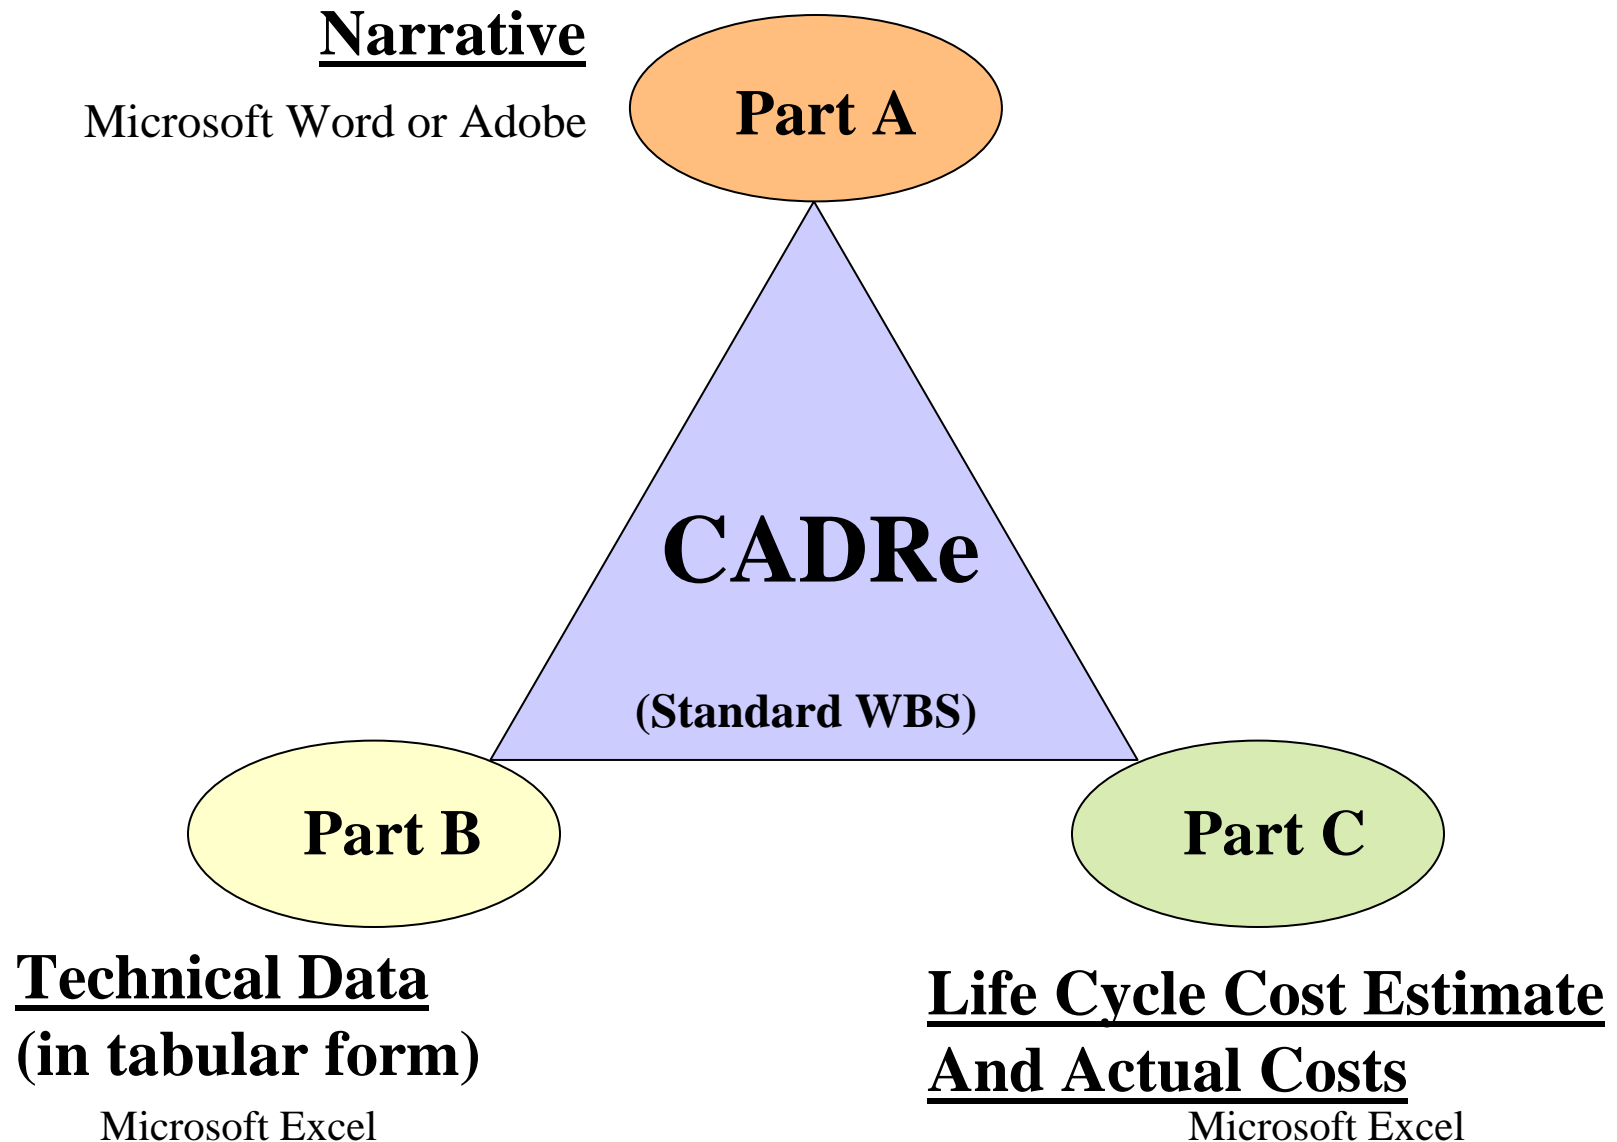 Narrative
Microsoft Word or Adobe
Part A
CADRe
(Standard WBS)
Part B
Part C
Technical Data
(in tabular form)
Microsoft Excel
Life Cycle Cost Estimate
And Actual Costs
Microsoft Excel